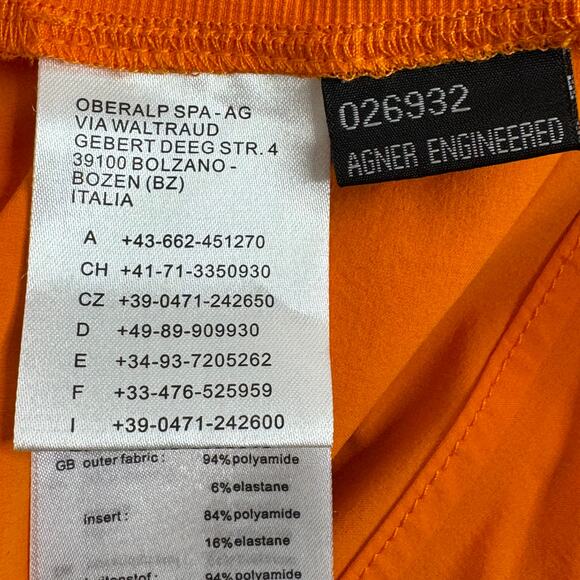 OBERALP SPA - AG
VIA WALTRAUD
GEBERT DEEG STR. 4
39100 BOLZANO -
BOZEN (BZ)
ITALIA
A +43-662-451270
CH +41-71-3350930
CZ +39-0471-242650
D +49-89-909930
E +34-93-7205262
F +33-476-525959
I +39-0471-242600
026932
AGNER ENGINEERED
GB outer fabric: 94%polyamide
6%elastane
insert: 84%polyamide
16%elastane
94%polyamide